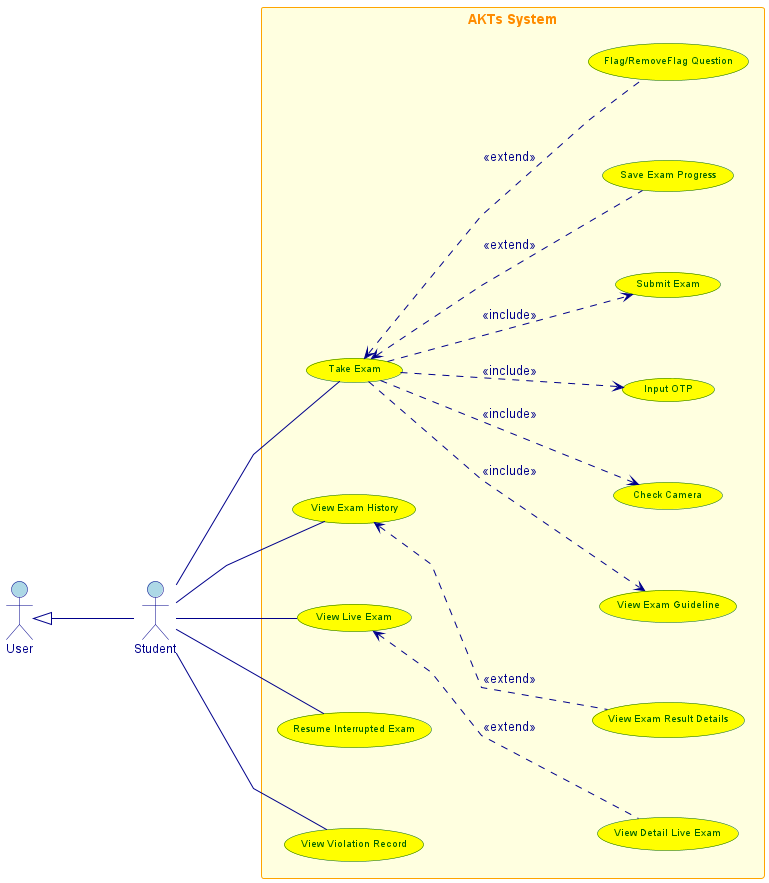 AKTs System
Flag/RemoveFlag Question
«extend»
Save Exam Progress
«extend»
Submit Exam
«include»
Take Exam
«include»
Input OTP
«include»
Check Camera
«include»
View Exam History
View Exam Guideline
View Live Exam
User
Student
«extend»
View Exam Result Details
Resume Interrupted Exam
«extend»
View Detail Live Exam
View Violation Record